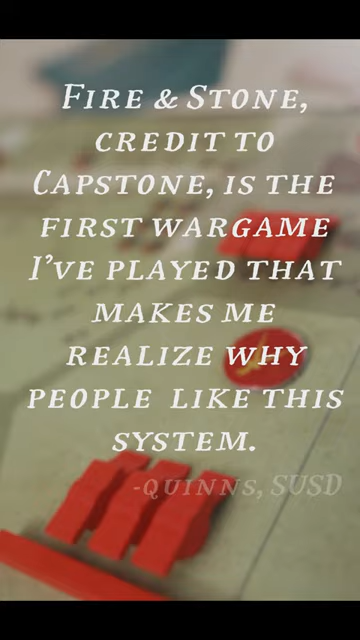 Fire & Stone,
credit to
Capstone, is the
first wargame
I've played that
makes me
realize why
people like this
system.
-Quinns, SUSD